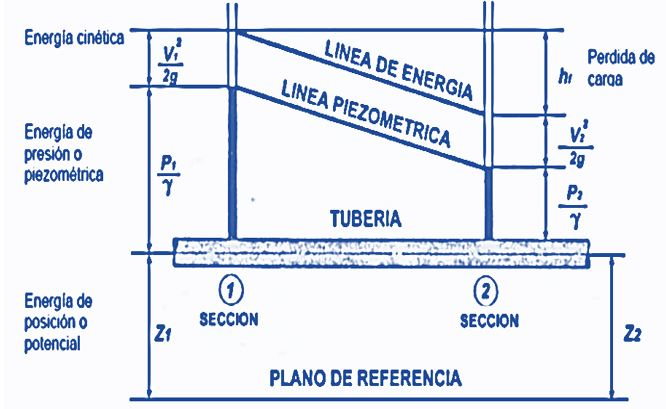 Energía cinética
V₁²
2g
LINEA DE ENERGIA
h₁
Perdida de
carga
Energía de
presión o
piezométrica
P₁
γ
LINEA PIEZOMETRICA
V₂²
2g
P₂
γ
TUBERIA
1
SECCION
2
SECCION
Energía de
posición o
potencial
Z1
Z2
PLANO DE REFERENCIA